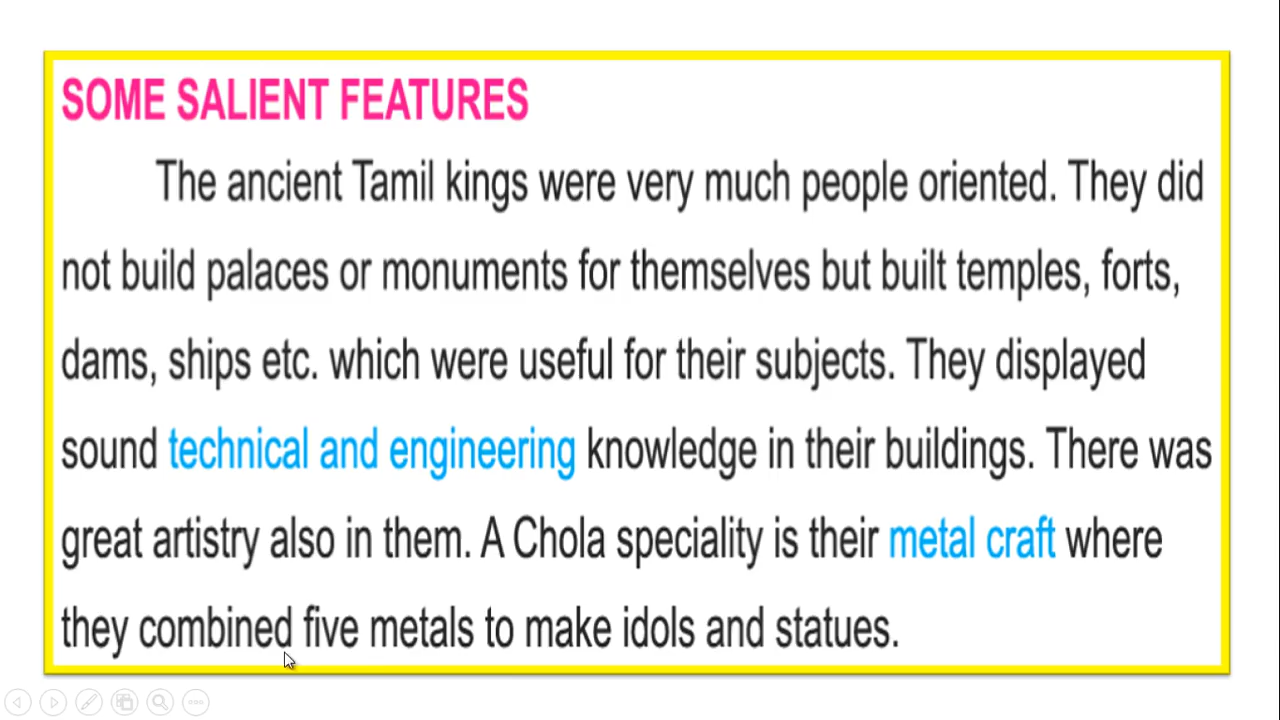 SOME SALIENT FEATURES
The ancient Tamil kings were very much people oriented. They did
not build palaces or monuments for themselves but built temples, forts,
dams, ships etc. which were useful for their subjects. They displayed
sound technical and engineering knowledge in their buildings. There was
great artistry also in them. A Chola speciality is their metal craft where
they combined five metals to make idols and statues.